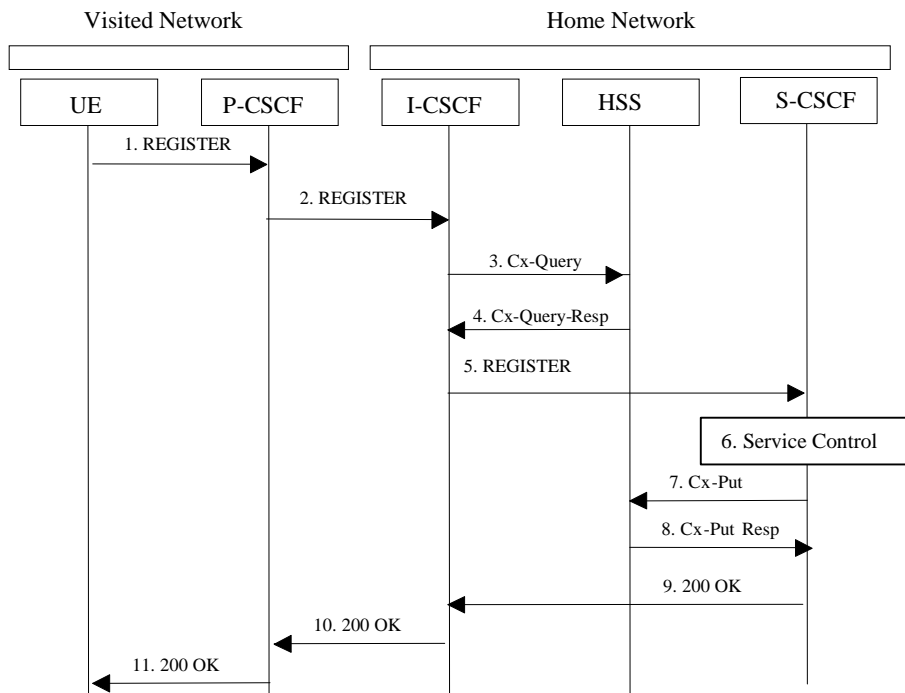 Visited Network
Home Network
UE
P-CSCF
I-CSCF
HSS
S-CSCF
1. REGISTER
2. REGISTER
3. Cx-Query
4. Cx-Query-Resp
5. REGISTER
6. Service Control
7. Cx-Put
8. Cx-Put Resp
9. 200 OK
10. 200 OK
11. 200 OK